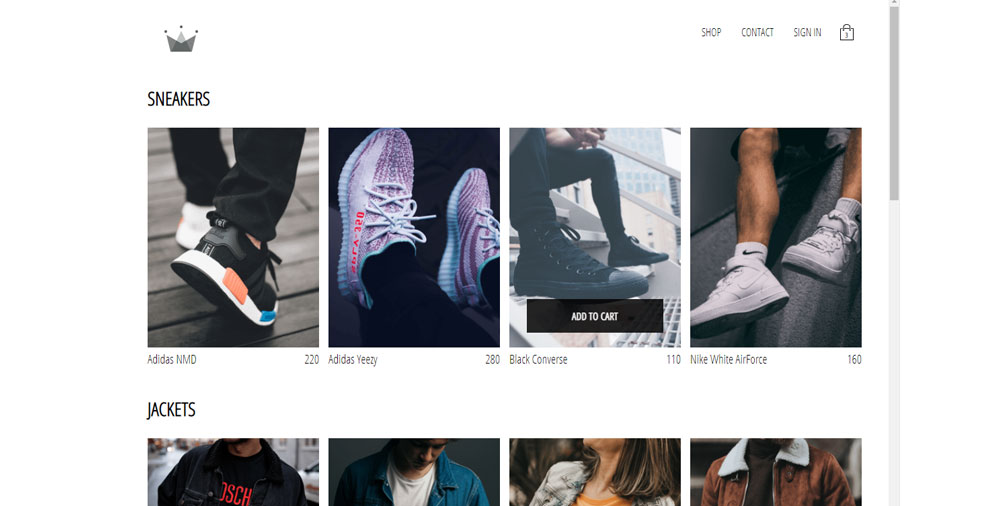 SHOP CONTACT SIGN IN 3
SNEAKERS
ADD TO CART
Adidas NMD 220 Adidas Yeezy 280 Black Converse 110 Nike White AirForce 160
JACKETS